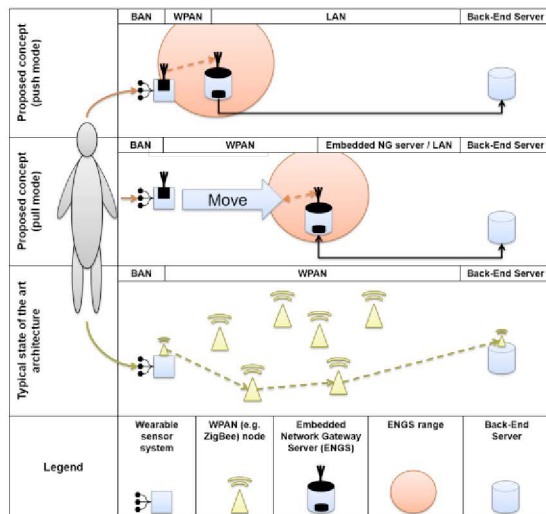 BAN WPAN LAN Back-End Server
Proposed concept
(push mode)
BAN WPAN Embedded NG server / LAN Back-End Server
Proposed concept
(pull mode)
Move
BAN WPAN Back-End Server
Typical state of the art
architecture
Legend
Wearable
sensor
system
WPAN (e.g.
ZigBee) node
Embedded
Network Gateway
Server (ENGS)
ENGS range
Back-End
Server